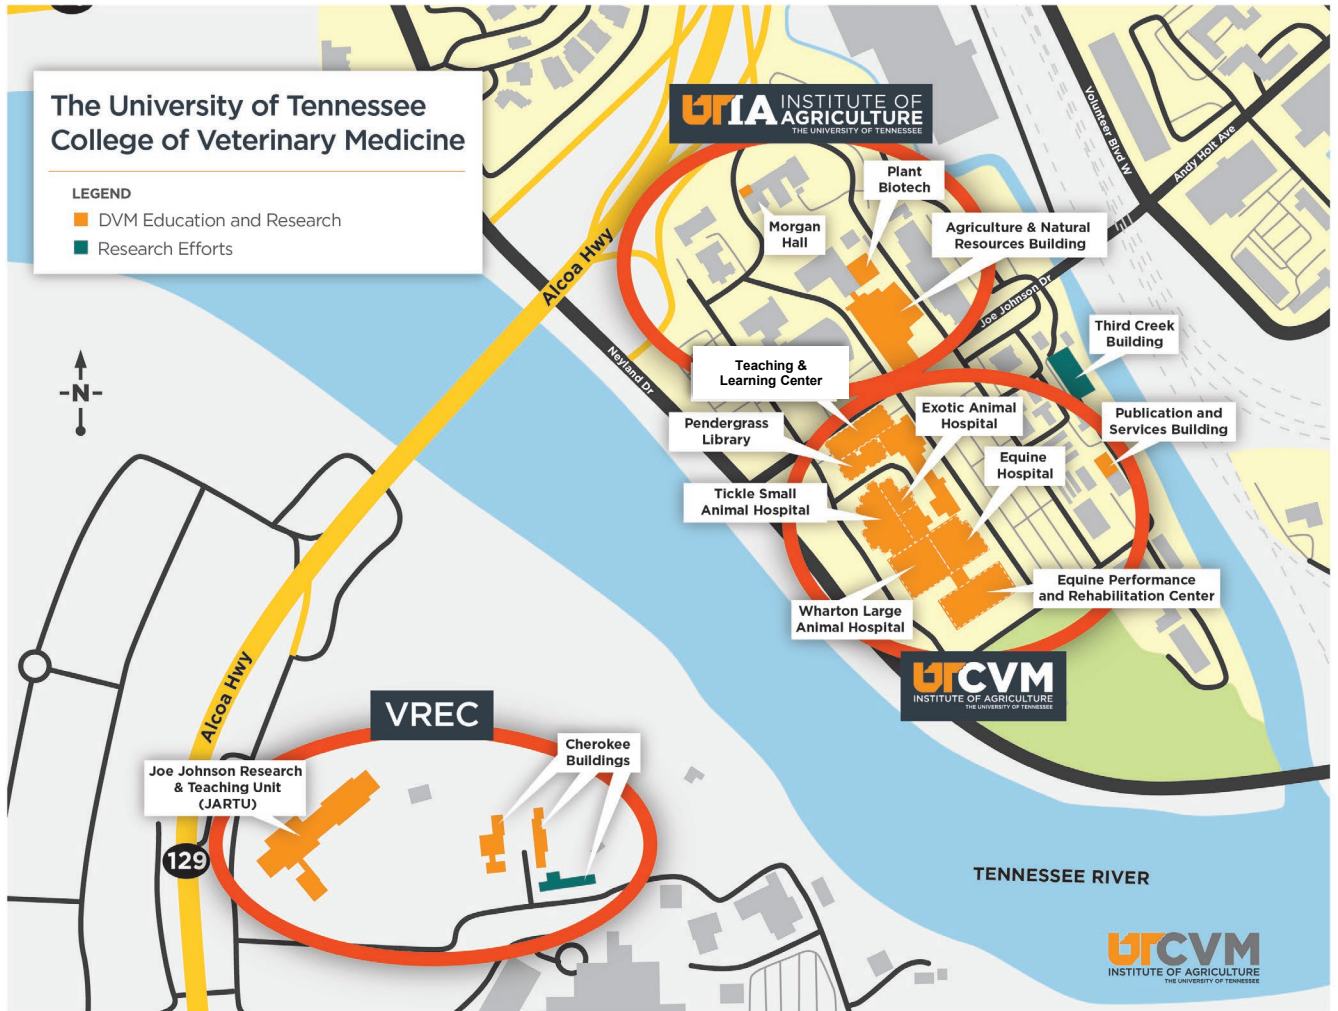 The University of Tennessee
College of Veterinary Medicine
LEGEND
DVM Education and Research
Research Efforts
UTIA INSTITUTE OF
AGRICULTURE
THE UNIVERSITY OF TENNESSEE
Volunteer Blvd W
Andy Holt Ave
Plant
Biotech
Morgan
Hall
Agriculture & Natural
Resources Building
Alcoa Hwy
Joe Johnson Dr
Third Creek
Building
Neyland Dr
Teaching &
Learning Center
-N-
Exotic Animal
Hospital
Publication and
Services Building
Pendergrass
Library
Equine
Hospital
Tickle Small
Animal Hospital
Equine Performance
and Rehabilitation Center
Wharton Large
Animal Hospital
UTCVM
INSTITUTE OF AGRICULTURE
THE UNIVERSITY OF TENNESSEE
Alcoa Hwy
VREC
Cherokee
Buildings
Joe Johnson Research
& Teaching Unit
(JARTU)
129
TENNESSEE RIVER
UTCVM
INSTITUTE OF AGRICULTURE
THE UNIVERSITY OF TENNESSEE